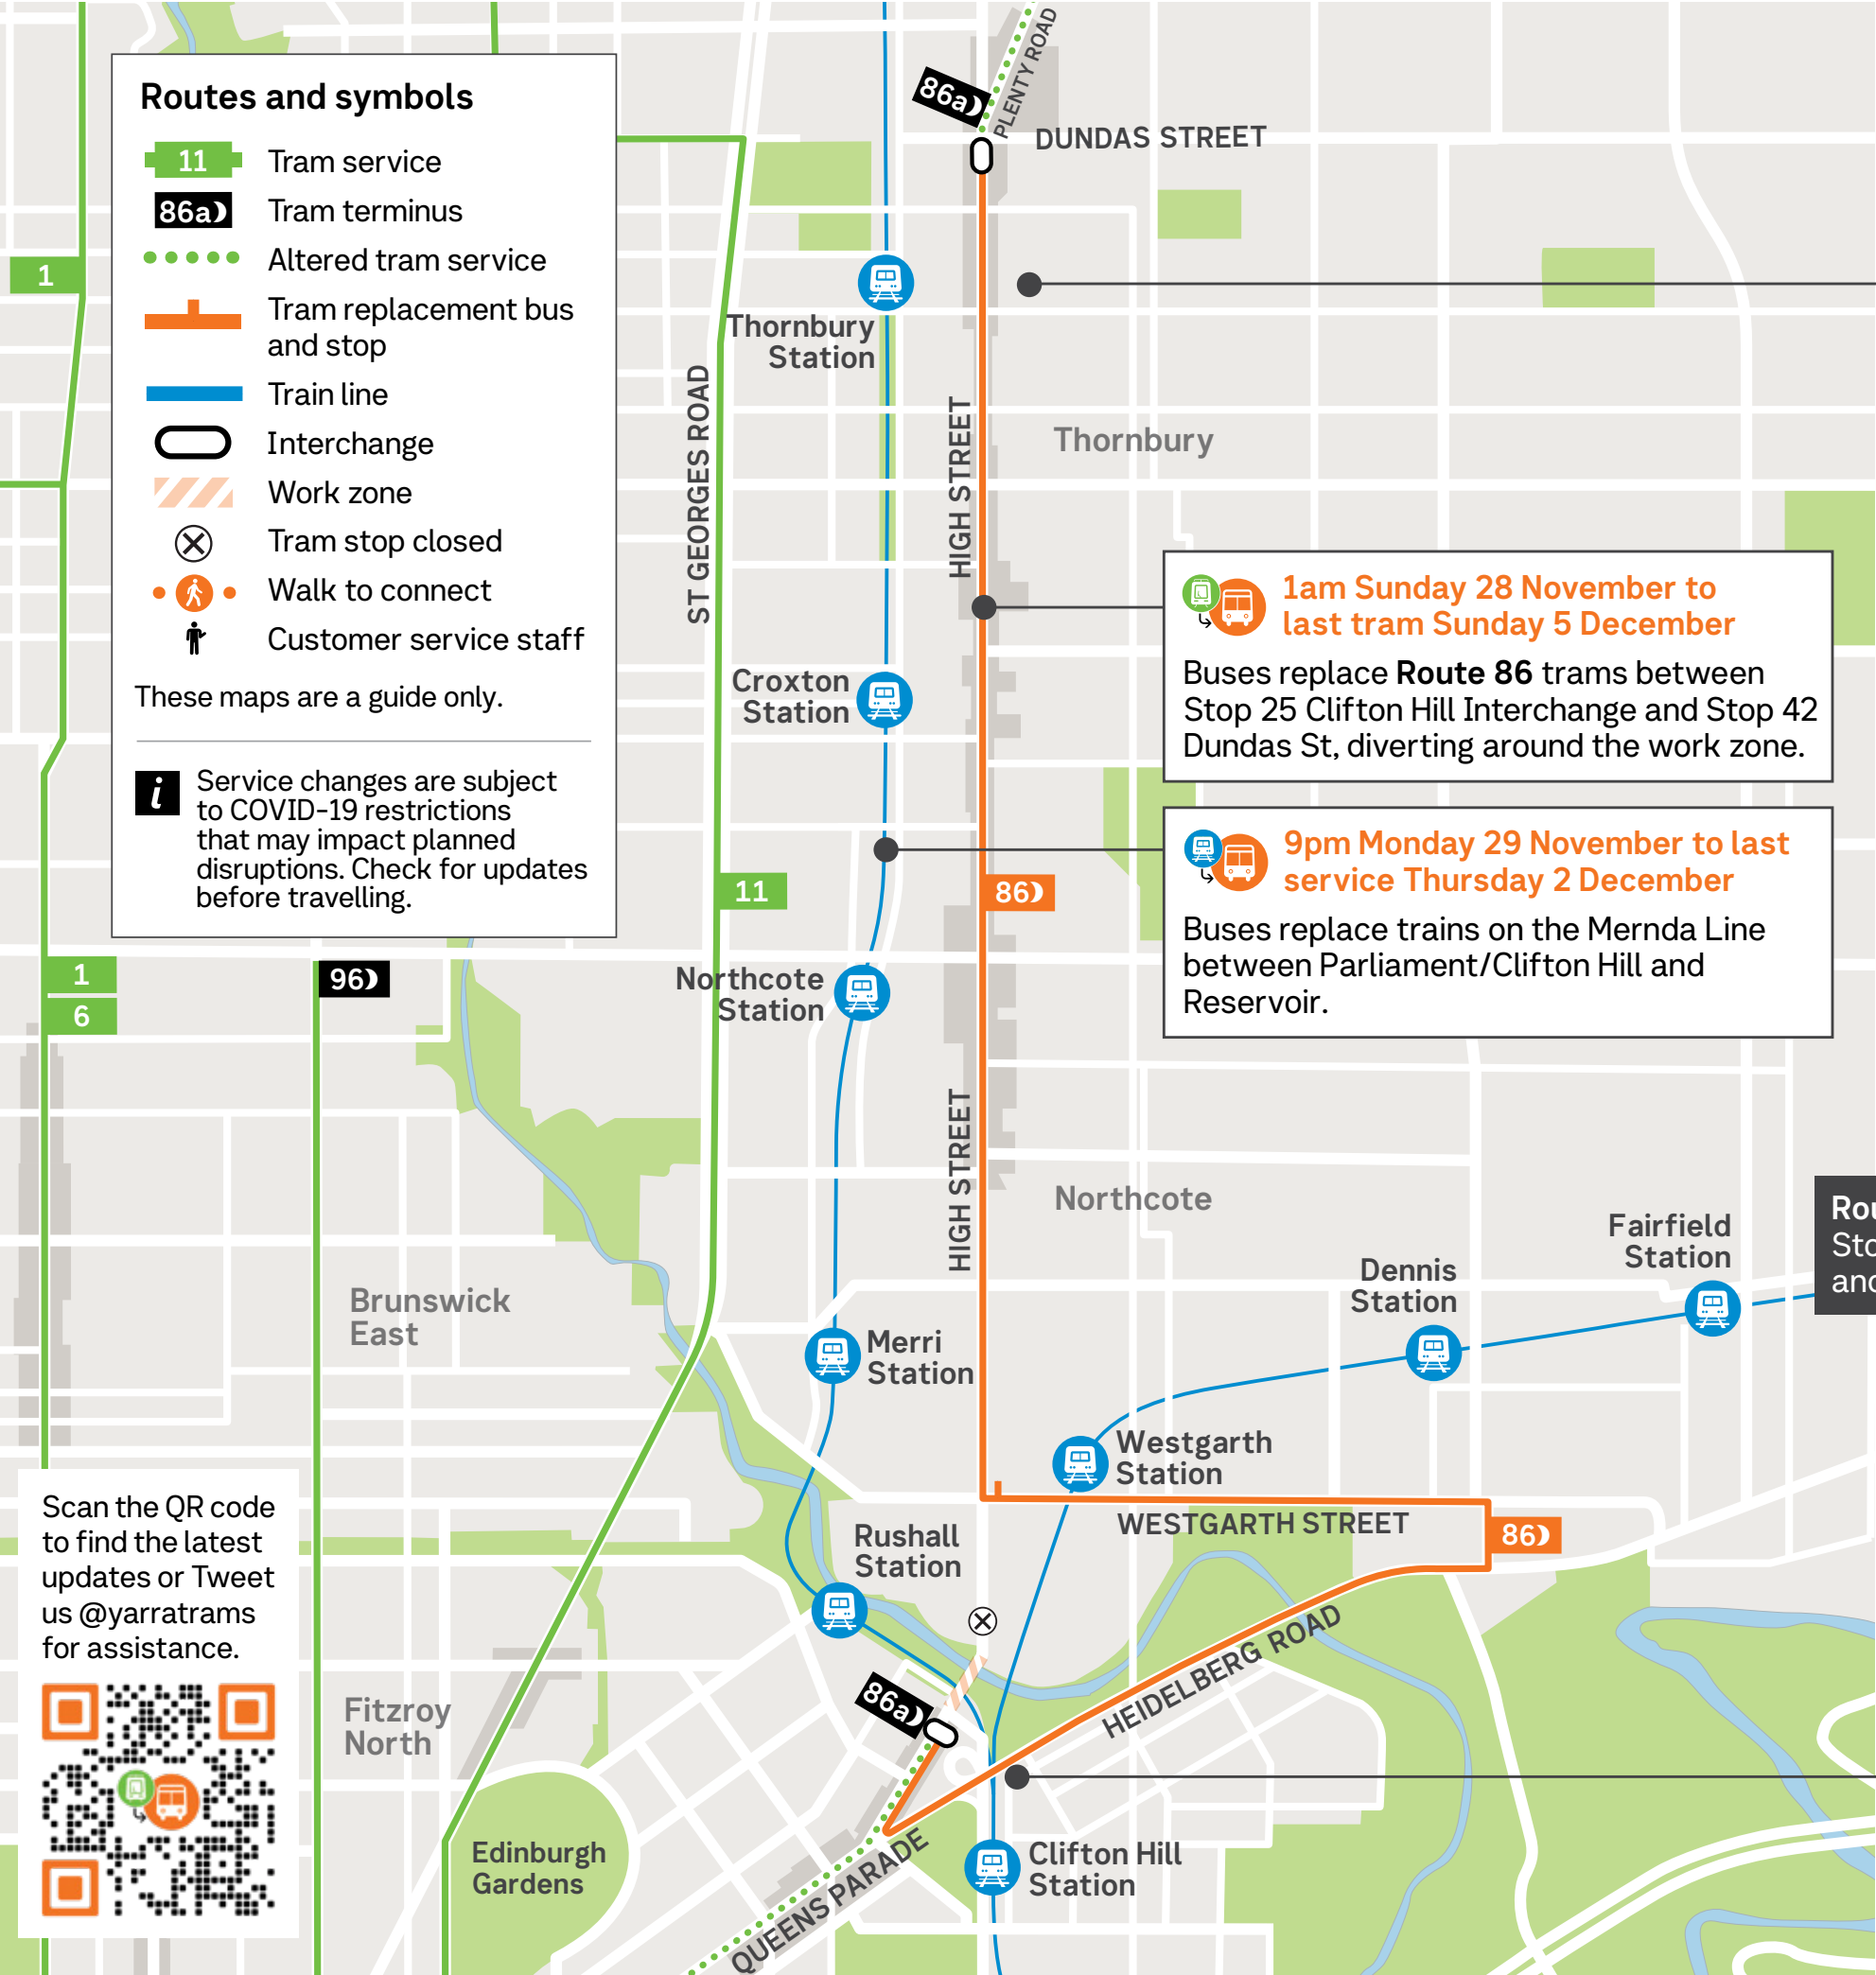 Routes and symbols
11
Tram service
86a
Tram terminus
Altered tram service
Tram replacement bus
and stop
Train line
Interchange
Work zone
Tram stop closed
Walk to connect
Customer service staff
These maps are a guide only.
i
Service changes are subject
to COVID-19 restrictions
that may impact planned
disruptions. Check for updates
before travelling.
86a
PLENTY ROAD
DUNDAS STREET
1
Thornbury
Station
ST GEORGES ROAD
HIGH STREET
Thornbury
1am Sunday 28 November to
last tram Sunday 5 December
Buses replace Route 86 trams between
Stop 25 Clifton Hill Interchange and Stop 42
Dundas St, diverting around the work zone.
Croxton
Station
9pm Monday 29 November to last
service Thursday 2 December
Buses replace trains on the Mernda Line
between Parliament/Clifton Hill and
Reservoir.
11
86
1
6
96
Northcote
Station
HIGH STREET
Northcote
Fairfield
Station
Dennis
Station
Brunswick
East
Merri
Station
Westgarth
Station
WESTGARTH STREET
86
Rushall
Station
HEIDELBERG ROAD
Scan the QR code
to find the latest
updates or Tweet
us @yarratrams
for assistance.
Fitzroy
North
86a
Edinburgh
Gardens
QUEENS PARADE
Clifton Hill
Station